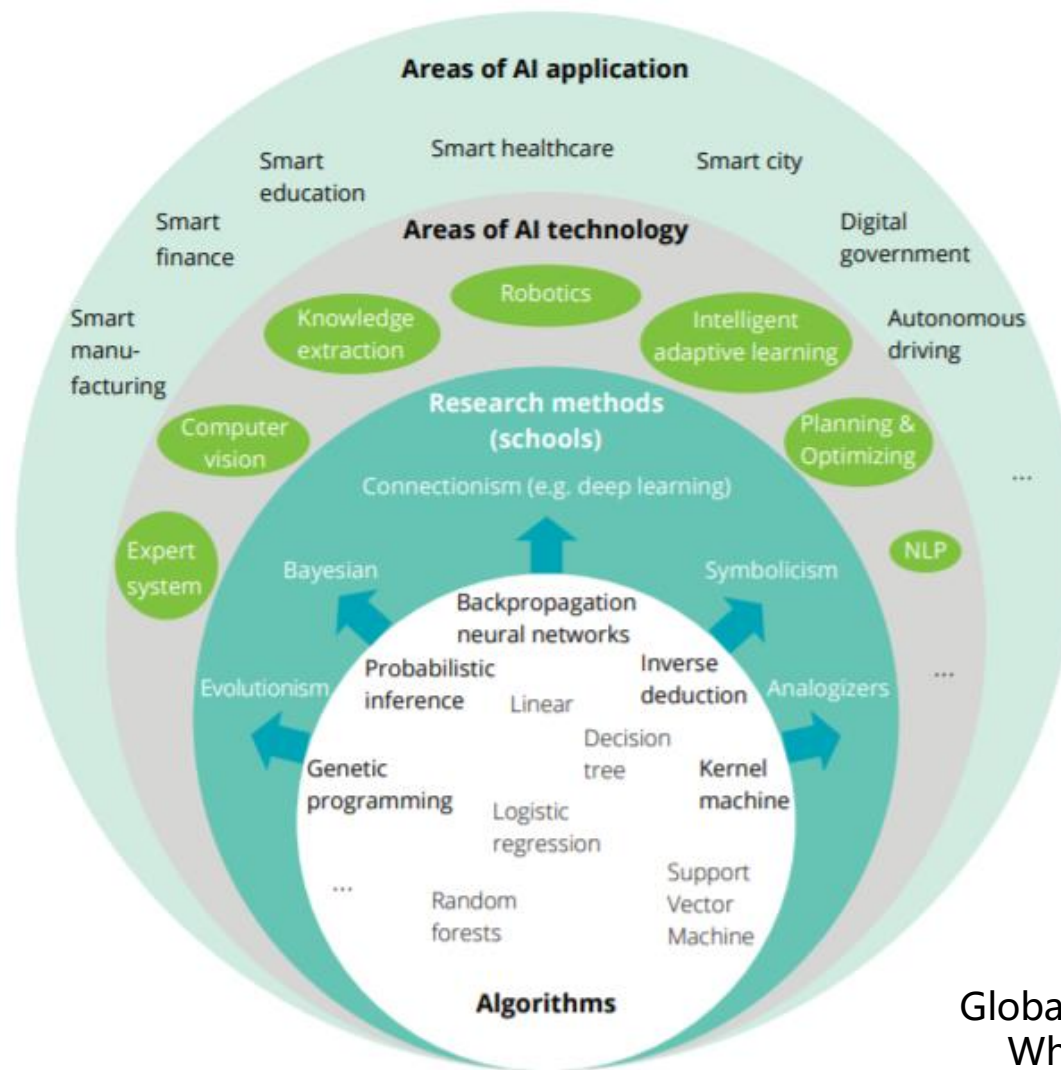 Areas of AI application
Smart healthcare
Smart
education
Smart city
Smart
finance
Digital
government
Smart
manu-
facturing
Autonomous
driving
...
Areas of AI technology
Robotics
Knowledge
extraction
Intelligent
adaptive learning
Computer
vision
Planning &
Optimizing
Expert
system
NLP
...
Research methods
(schools)
Connectionism (e.g. deep learning)
Bayesian
Symbolicism
Evolutionism
Analogizers
Backpropagation
neural networks
Probabilistic
inference
Inverse
deduction
Linear
Decision
tree
Genetic
programming
Kernel
machine
Logistic
regression
...
Random
forests
Support
Vector
Machine
Algorithms